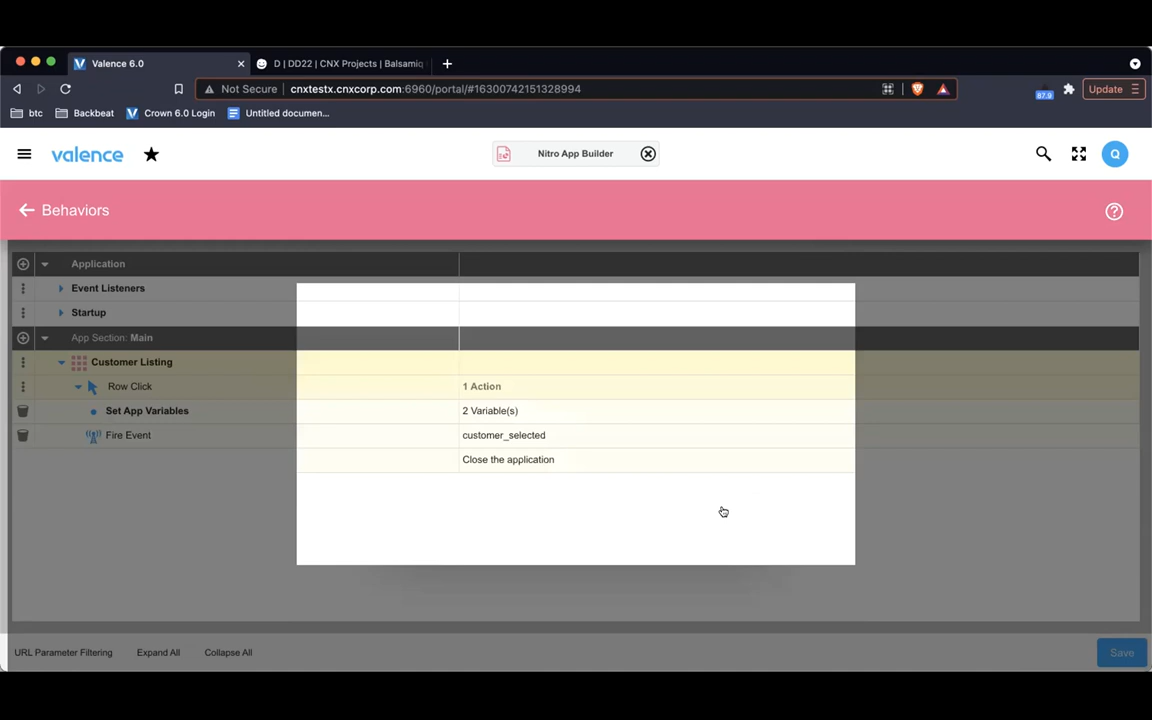 Valence 6.0
D | DD22 | CNX Projects | Balsamiq
Not Secure
cnxtestx.cnxcorp.com:6960/portal/#16300742151328994
87.9
Update
btc
Backbeat
Crown 6.0 Login
Untitled documen...
valence
Nitro App Builder
Q
Behaviors
Application
Event Listeners
Startup
App Section: Main
Customer Listing
Row Click
1 Action
Set App Variables
2 Variable(s)
Fire Event
customer_selected
Close the application
URL Parameter Filtering
Expand All
Collapse All
Save